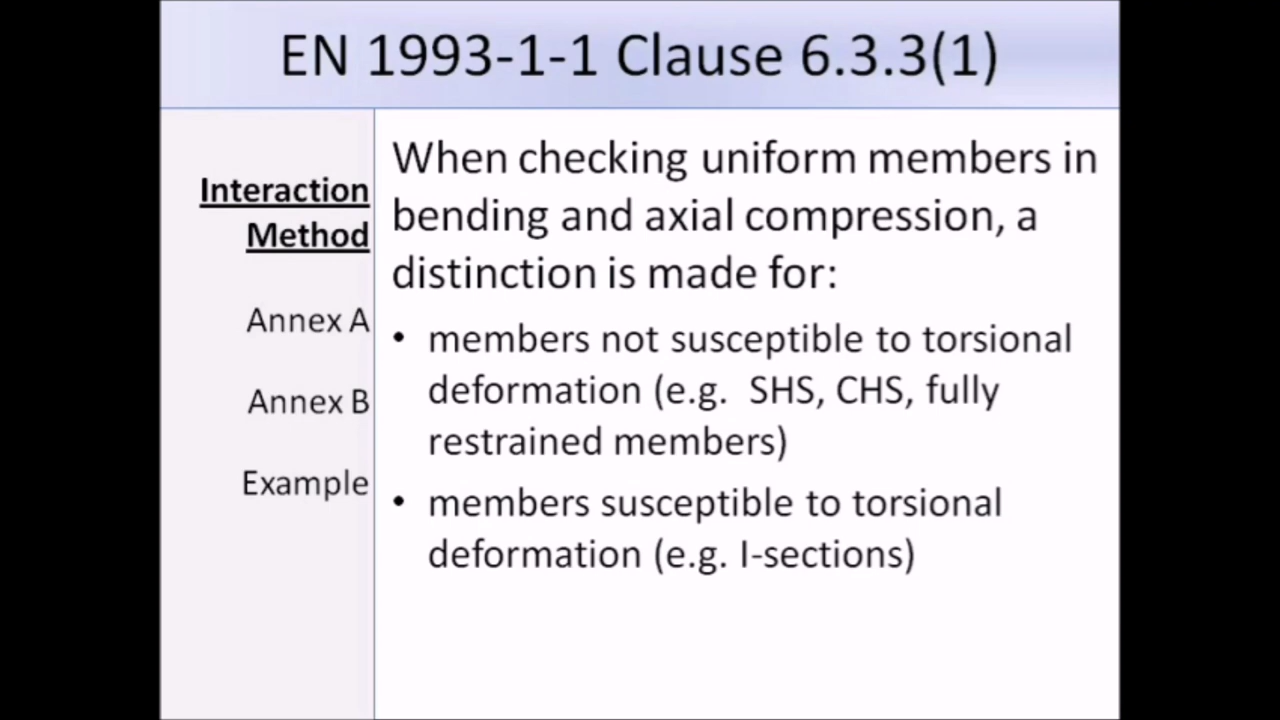 EN 1993-1-1 Clause 6.3.3(1)
Interaction
Method
Annex A
Annex B
Example
When checking uniform members in
bending and axial compression, a
distinction is made for:
• members not susceptible to torsional
deformation (e.g.  SHS, CHS, fully
restrained members)
• members susceptible to torsional
deformation (e.g. I-sections)